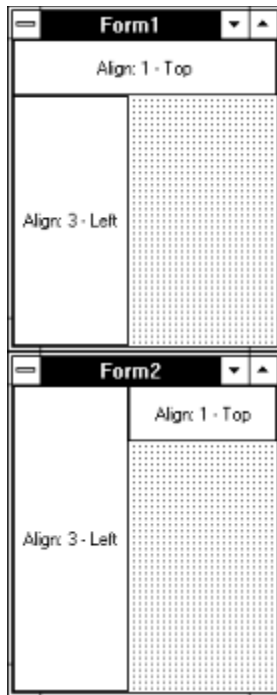 Form1
Align: 1 - Top
Align: 3 - Left
Form2
Align: 1 - Top
Align: 3 - Left